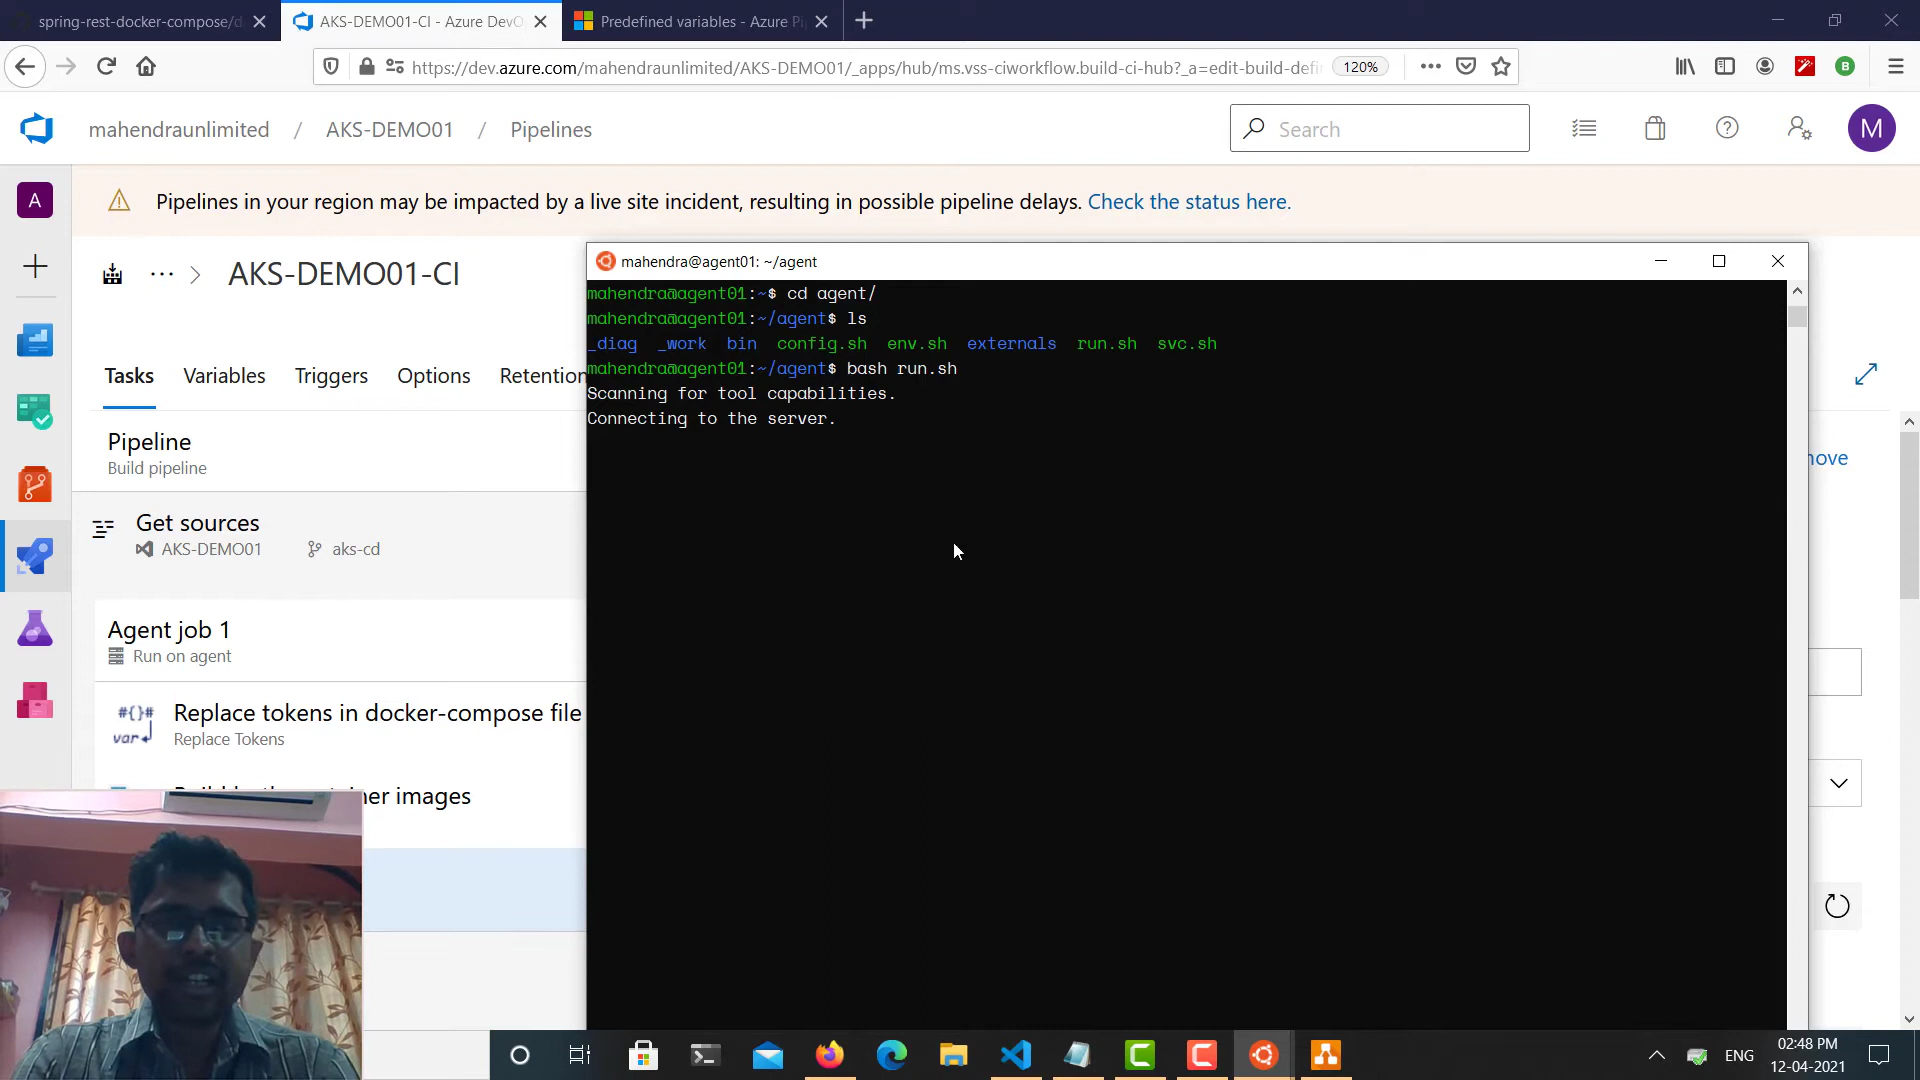 spring-rest-docker-compose/d
AKS-DEMO01-CI - Azure DevO
Predefined variables - Azure Pi
https://dev.azure.com/mahendraunlimited/AKS-DEMO01/_apps/hub/ms.vss-ciworkflow.build-ci-hub?_a=edit-build-defin
120%
B
mahendraunlimited / AKS-DEMO01 / Pipelines
Search
M
A
Pipelines in your region may be impacted by a live site incident, resulting in possible pipeline delays. Check the status here.
AKS-DEMO01-CI
Tasks Variables Triggers Options Retention
Pipeline
Build pipeline
Get sources
AKS-DEMO01 aks-cd
Agent job 1
Run on agent
#{}#
var
Replace tokens in docker-compose file
Replace Tokens
images
mahendra@agent01: ~/agent
mahendra@agent01:~$ cd agent/
mahendra@agent01:~/agent$ ls
_diag _work bin config.sh env.sh externals run.sh svc.sh
mahendra@agent01:~/agent$ bash run.sh
Scanning for tool capabilities.
Connecting to the server.
move
ENG
02:48 PM
12-04-2021